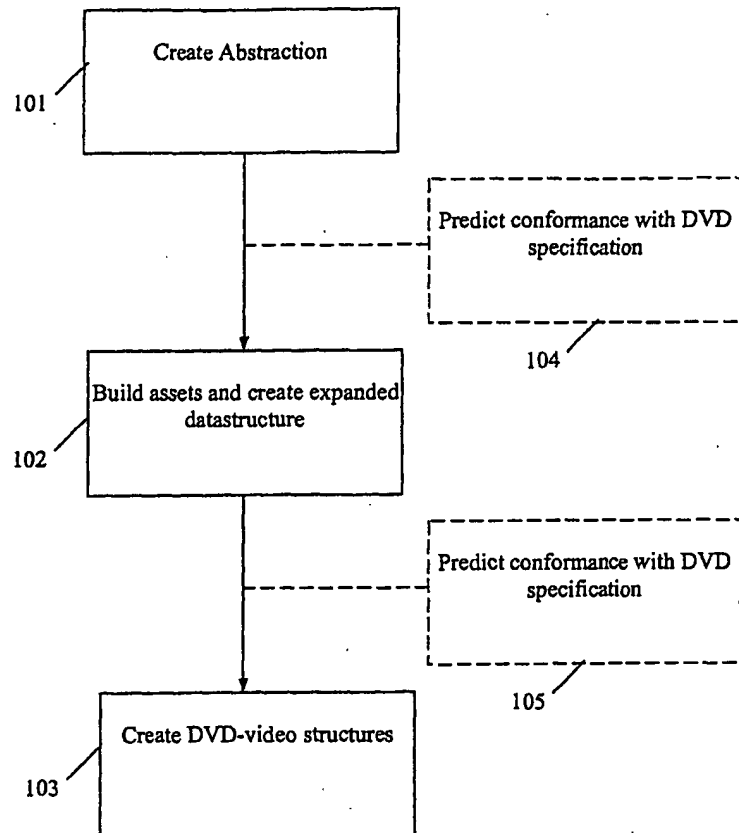 Create Abstraction
101
Predict conformance with DVD
specification
104
Build assets and create expanded
datastructure
102
Predict conformance with DVD
specification
105
Create DVD-video structures
103